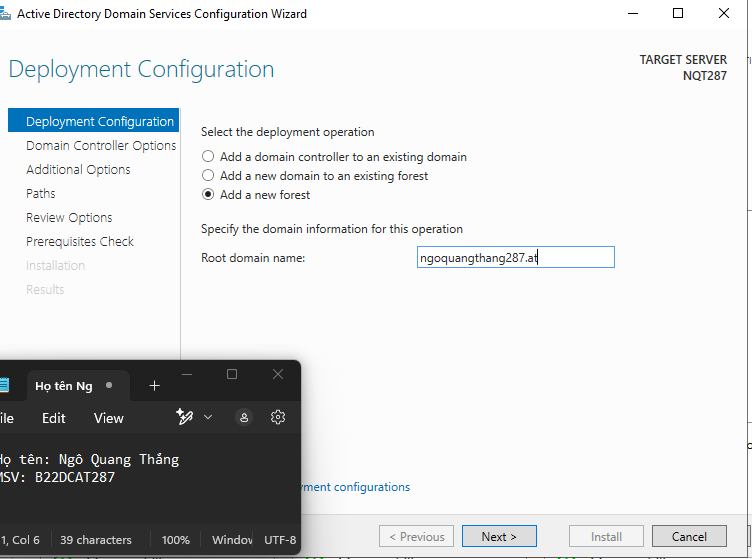 Active Directory Domain Services Configuration Wizard
Deployment Configuration
TARGET SERVER
NQT287
Deployment Configuration
Domain Controller Options
Additional Options
Paths
Review Options
Prerequisites Check
Installation
Results
Select the deployment operation
Add a domain controller to an existing domain
Add a new domain to an existing forest
Add a new forest
Specify the domain information for this operation
Root domain name:
ngoquangthang287.at
Họ tên Ng
ile Edit View
Họ tên: Ngô Quang Thắng
MSV: B22DCAT287
1, Col 6 39 characters 100% Window UTF-8
ment configurations
< Previous Next > Install Cancel